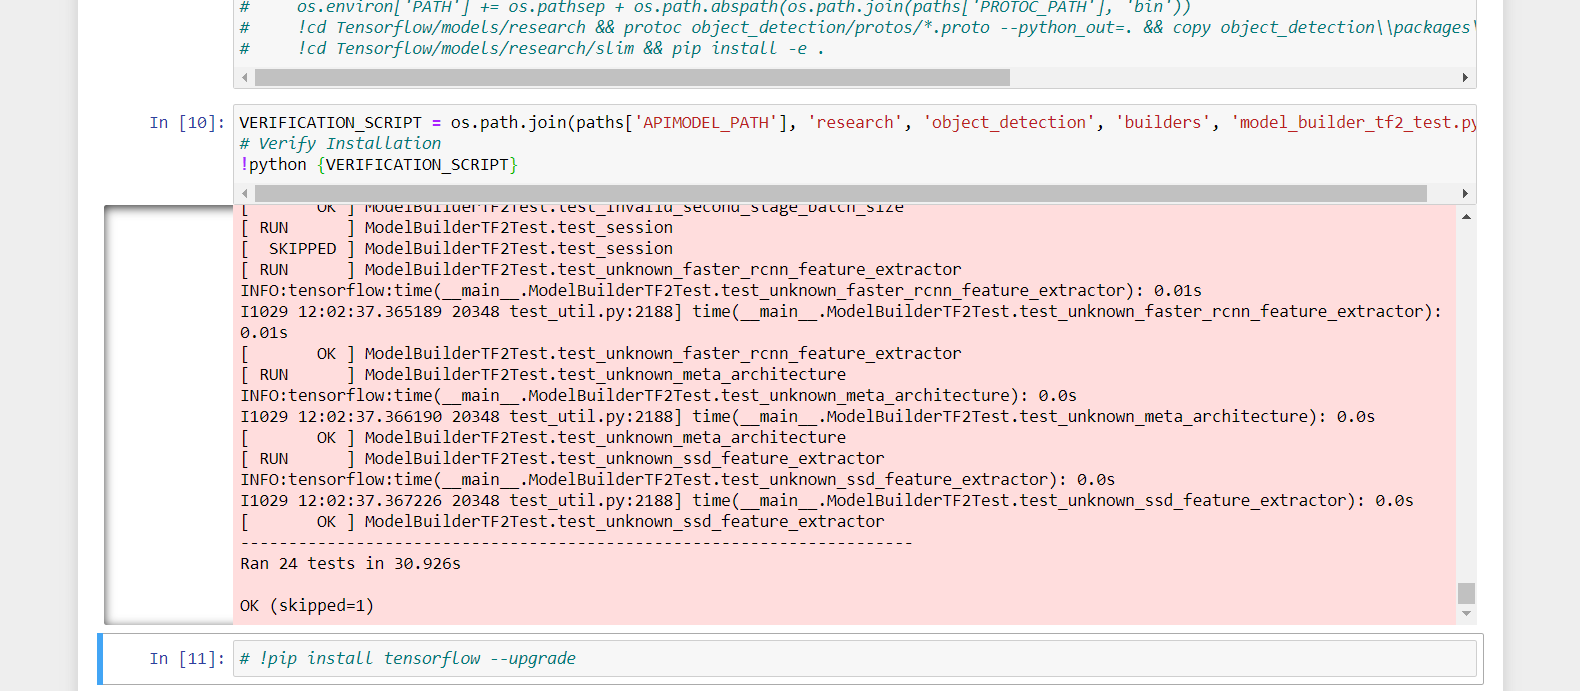 #     os.environ['PATH'] += os.pathsep + os.path.abspath(os.path.join(paths['PROTOC_PATH'], 'bin'))
#     !cd Tensorflow/models/research && protoc object_detection/protos/*.proto --python_out=. && copy object_detection\\packages\
#     !cd Tensorflow/models/research/slim && pip install -e .
In [10]: VERIFICATION_SCRIPT = os.path.join(paths['APIMODEL_PATH'], 'research', 'object_detection', 'builders', 'model_builder_tf2_test.py
# Verify Installation
!python {VERIFICATION_SCRIPT}
[       OK ] ModelBuilderTF2Test.test_invalid_second_stage_batch_size
[ RUN      ] ModelBuilderTF2Test.test_session
[  SKIPPED ] ModelBuilderTF2Test.test_session
[ RUN      ] ModelBuilderTF2Test.test_unknown_faster_rcnn_feature_extractor
INFO:tensorflow:time(__main__.ModelBuilderTF2Test.test_unknown_faster_rcnn_feature_extractor): 0.01s
I1029 12:02:37.365189 20348 test_util.py:2188] time(__main__.ModelBuilderTF2Test.test_unknown_faster_rcnn_feature_extractor):
0.01s
[       OK ] ModelBuilderTF2Test.test_unknown_faster_rcnn_feature_extractor
[ RUN      ] ModelBuilderTF2Test.test_unknown_meta_architecture
INFO:tensorflow:time(__main__.ModelBuilderTF2Test.test_unknown_meta_architecture): 0.0s
I1029 12:02:37.366190 20348 test_util.py:2188] time(__main__.ModelBuilderTF2Test.test_unknown_meta_architecture): 0.0s
[       OK ] ModelBuilderTF2Test.test_unknown_meta_architecture
[ RUN      ] ModelBuilderTF2Test.test_unknown_ssd_feature_extractor
INFO:tensorflow:time(__main__.ModelBuilderTF2Test.test_unknown_ssd_feature_extractor): 0.0s
I1029 12:02:37.367226 20348 test_util.py:2188] time(__main__.ModelBuilderTF2Test.test_unknown_ssd_feature_extractor): 0.0s
[       OK ] ModelBuilderTF2Test.test_unknown_ssd_feature_extractor
----------------------------------------------------------------------
Ran 24 tests in 30.926s
OK (skipped=1)
In [11]: # !pip install tensorflow --upgrade